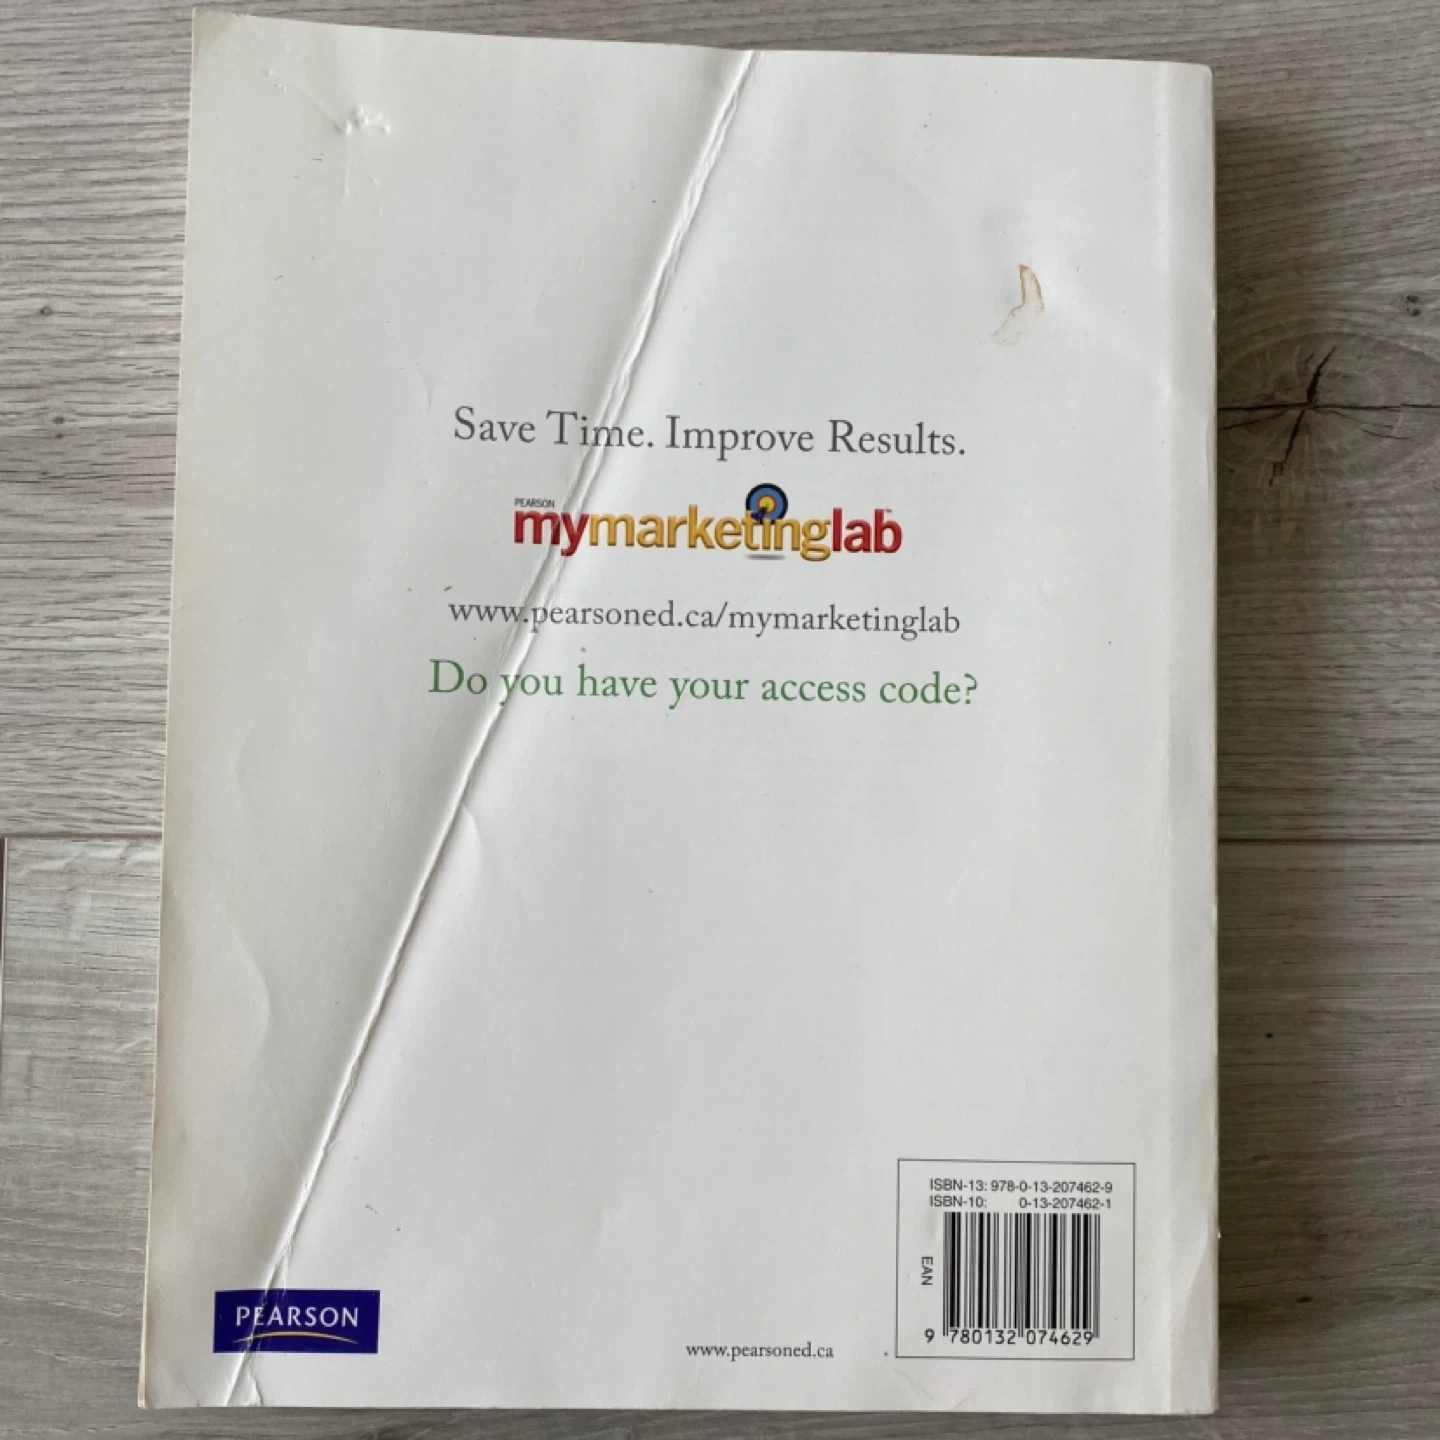 Save Time. Improve Results.
PEARSON
mymarketinglab™
www.pearsoned.ca/mymarketinglab
Do you have your access code?
ISBN-13: 978-0-13-207462-9
ISBN-10: 0-13-207462-1
EAN
9 780132 074629
PEARSON
www.pearsoned.ca